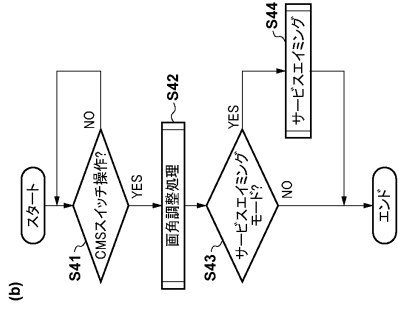 (b)
スタート
S41
CMSスイッチ操作?
NO
YES
S42
画角調整処理
S43
サービスエイミング
モード?
YES
NO
S44
サービスエイミング
エンド